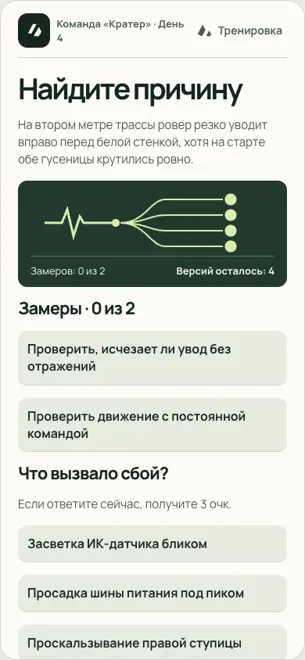 Команда «Кратер» · День
4
Тренировка
Найдите причину
На втором метре трассы ровер резко уводит
вправо перед белой стенкой, хотя на старте
обе гусеницы крутились ровно.
Замеров: 0 из 2
Версий осталось: 4
Замеры · 0 из 2
Проверить, исчезает ли увод без
отражений
Проверить движение с постоянной
командой
Что вызвало сбой?
Если ответите сейчас, получите 3 очк.
Засветка ИК-датчика бликом
Просадка шины питания под пиком
Проскальзывание правой ступицы